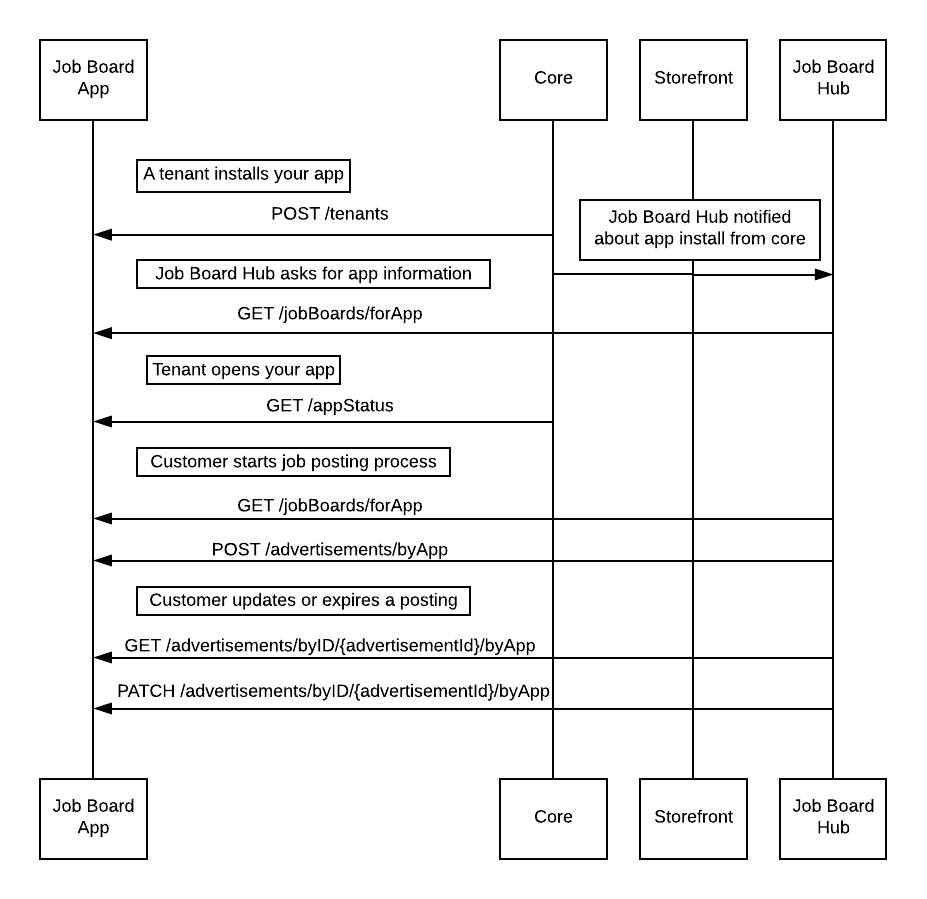 Job Board
App
Core
Storefront
Job Board
Hub
A tenant installs your app
POST /tenants
Job Board Hub notified
about app install from core
Job Board Hub asks for app information
GET /jobBoards/forApp
Tenant opens your app
GET /appStatus
Customer starts job posting process
GET /jobBoards/forApp
POST /advertisements/byApp
Customer updates or expires a posting
GET /advertisements/byID/{advertisementId}/byApp
PATCH /advertisements/byID/{advertisementId}/byApp
Job Board
App
Core
Storefront
Job Board
Hub